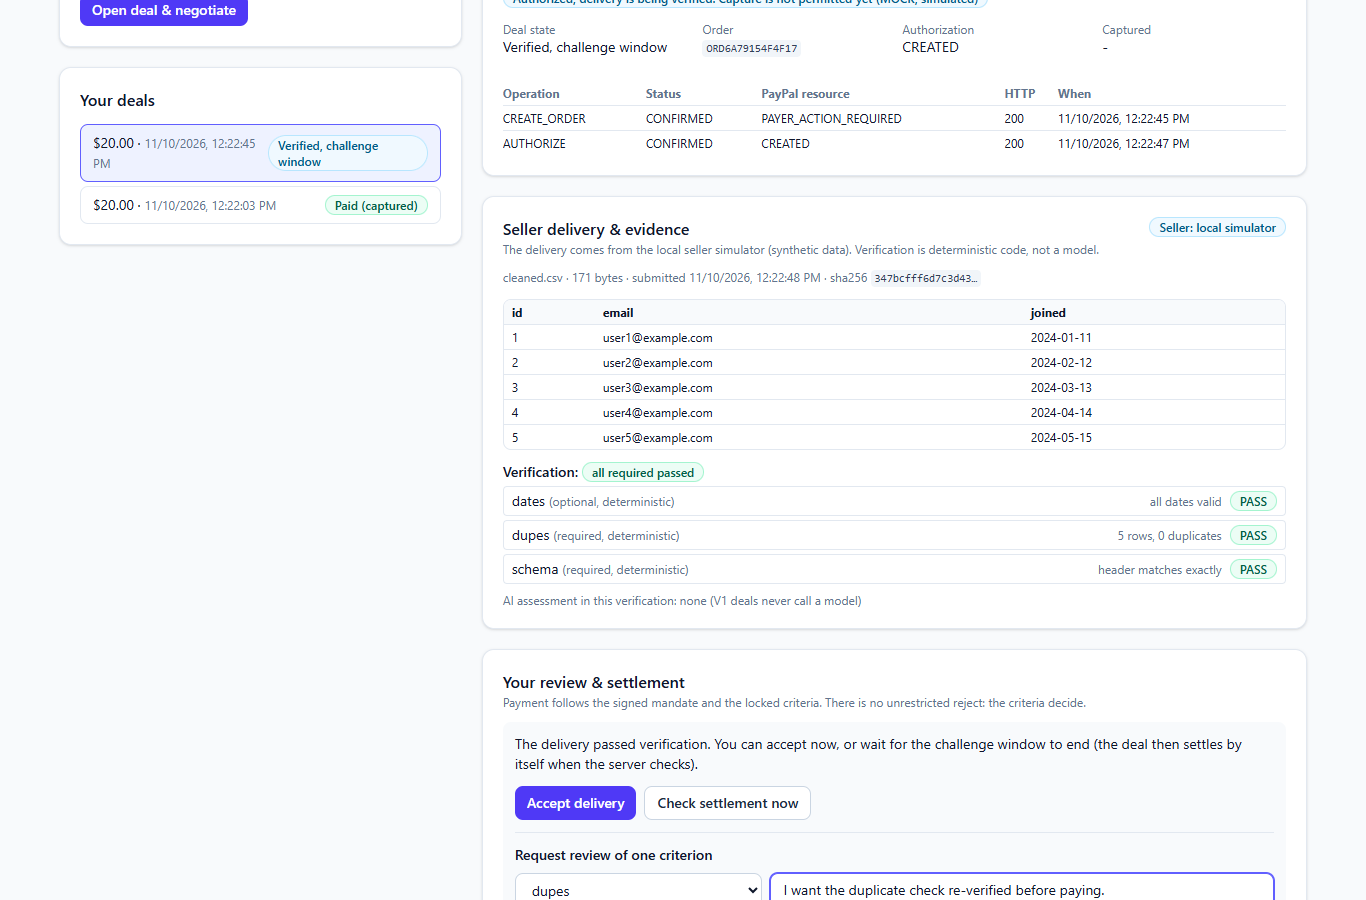 Open deal & negotiate
Your deals
$20.00 · 11/10/2026, 12:22:45 PM
Verified, challenge window
$20.00 · 11/10/2026, 12:22:03 PM
Paid (captured)
Authorized, delivery is being verified. Capture is not permitted yet (MOCK, simulated)
Deal state
Verified, challenge window
Order
ORD6A79154F4F17
Authorization
CREATED
Captured
-
Operation Status PayPal resource HTTP When
CREATE_ORDER CONFIRMED PAYER_ACTION_REQUIRED 200 11/10/2026, 12:22:45 PM
AUTHORIZE CONFIRMED CREATED 200 11/10/2026, 12:22:47 PM
Seller delivery & evidence
Seller: local simulator
The delivery comes from the local seller simulator (synthetic data). Verification is deterministic code, not a model.
cleaned.csv · 171 bytes · submitted 11/10/2026, 12:22:48 PM · sha256 347bcfff6d7c3d43…
id email joined
1 user1@example.com 2024-01-11
2 user2@example.com 2024-02-12
3 user3@example.com 2024-03-13
4 user4@example.com 2024-04-14
5 user5@example.com 2024-05-15
Verification: all required passed
dates (optional, deterministic) all dates valid PASS
dupes (required, deterministic) 5 rows, 0 duplicates PASS
schema (required, deterministic) header matches exactly PASS
AI assessment in this verification: none (V1 deals never call a model)
Your review & settlement
Payment follows the signed mandate and the locked criteria. There is no unrestricted reject: the criteria decide.
The delivery passed verification. You can accept now, or wait for the challenge window to end (the deal then settles by
itself when the server checks).
Accept delivery
Check settlement now
Request review of one criterion
dupes
I want the duplicate check re-verified before paying.